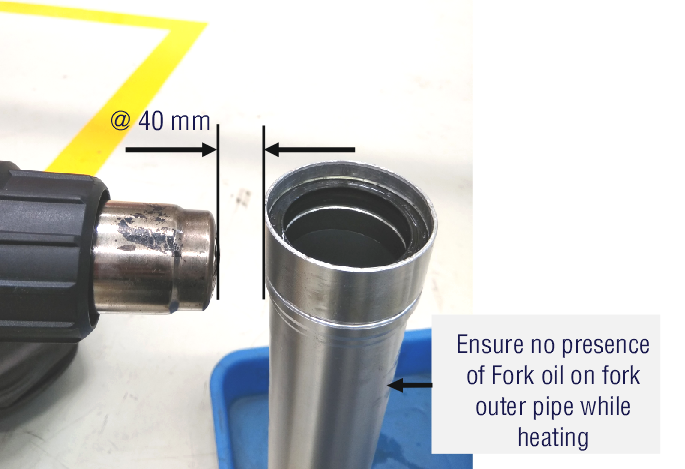 @ 40 mm
Ensure no presence
of Fork oil on fork
outer pipe while
heating